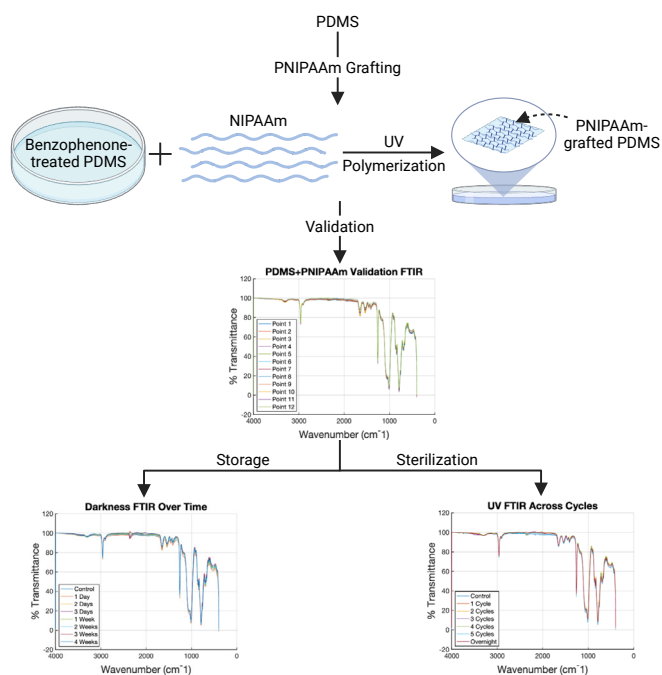 PDMS
PNIPAAm Grafting
Benzophenone-
treated PDMS
NIPAAm
UV
Polymerization
PNIPAAm-
grafted PDMS
Validation
PDMS+PNIPAAm Validation FTIR
120
100
80
60
40
20
0
-20
% Transmittance
Point 1
Point 2
Point 3
Point 4
Point 5
Point 6
Point 7
Point 8
Point 9
Point 10
Point 11
Point 12
4000 3000 2000 1000 0
Wavenumber (cm^-1)
Storage
Sterilization
Darkness FTIR Over Time
120
100
80
60
40
20
0
-20
% Transmittance
Control
1 Day
2 Days
3 Days
1 Week
2 Weeks
3 Weeks
4 Weeks
4000 3000 2000 1000 0
Wavenumber (cm^-1)
UV FTIR Across Cycles
120
100
80
60
40
20
0
-20
% Transmittance
Control
1 Cycle
2 Cycles
3 Cycles
4 Cycles
5 Cycles
Overnight
4000 3000 2000 1000 0
Wavenumber (cm^-1)